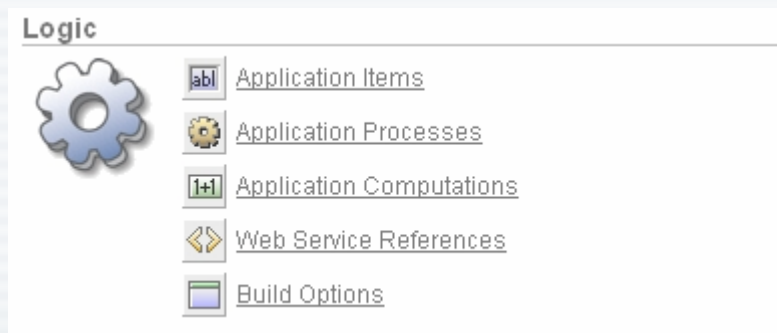 Logic
abl
Application Items
Application Processes
1+1
Application Computations
Web Service References
Build Options